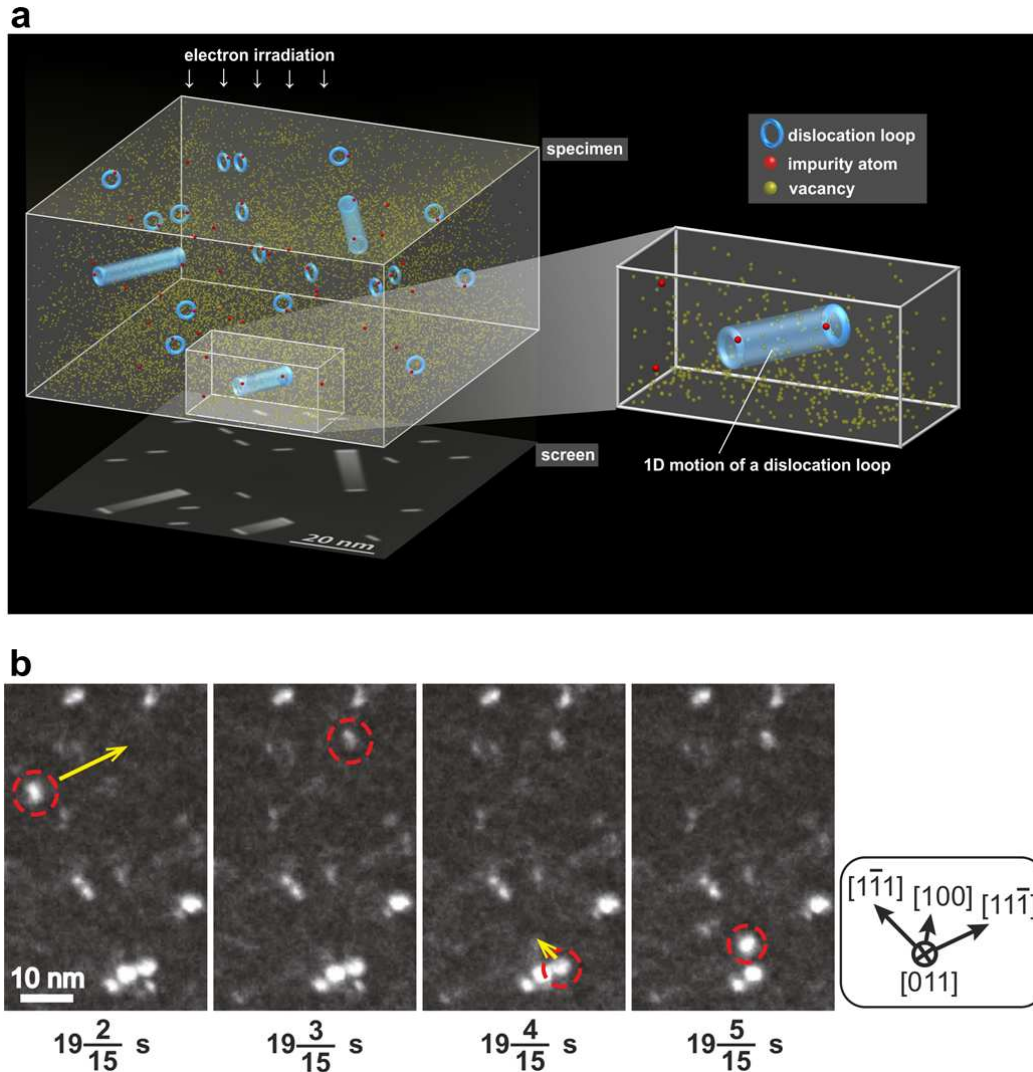 a
electron irradiation
↓ ↓ ↓ ↓ ↓
specimen
dislocation loop
impurity atom
vacancy
screen
1D motion of a dislocation loop
20 nm
b
10 nm
19 2/15 s
19 3/15 s
19 4/15 s
19 5/15 s
[11̅1]
[100]
[111̅]
[011]